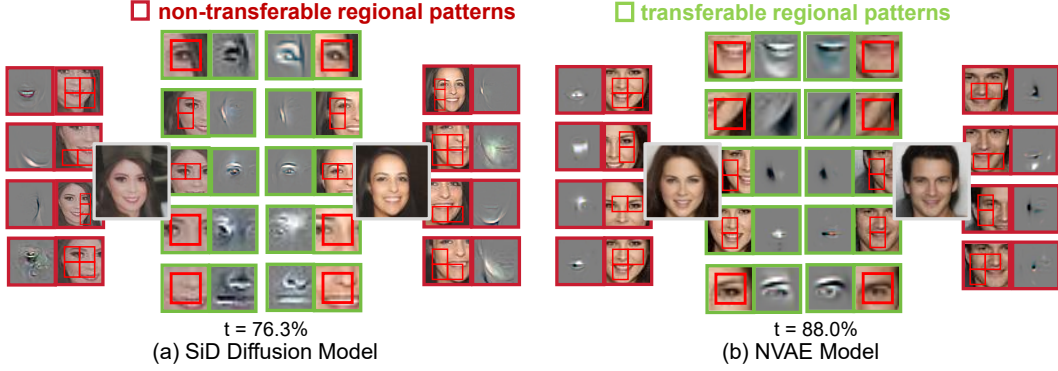 non-transferable regional patterns
transferable regional patterns
t = 76.3%
t = 88.0%
(a) SiD Diffusion Model
(b) NVAE Model